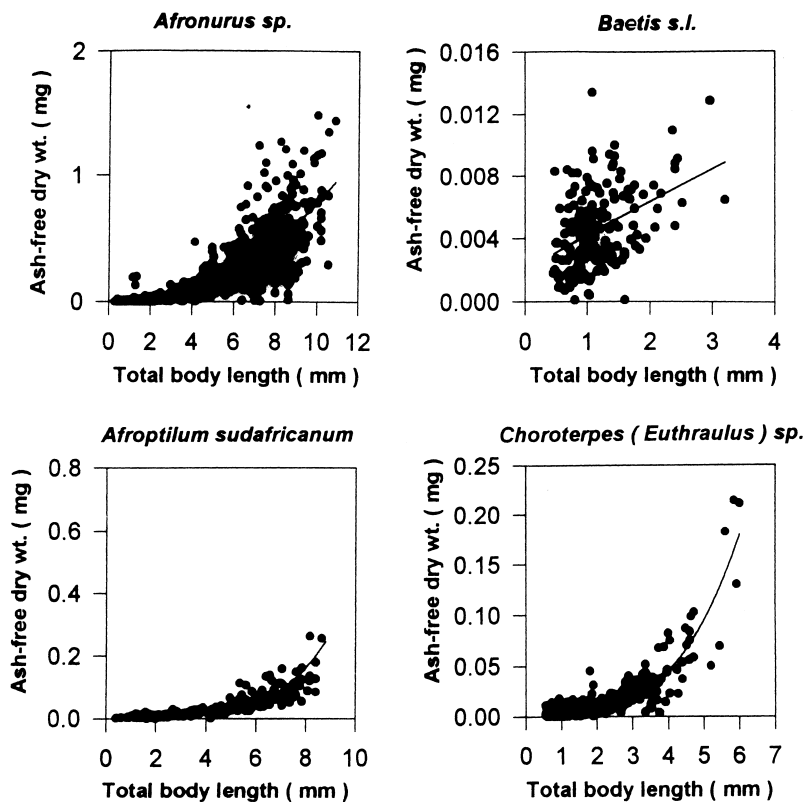 Afronurus sp.
Ash-free dry wt. ( mg )
2
1
0
0 2 4 6 8 10 12
Total body length ( mm )
Baetis s.l.
Ash-free dry wt. ( mg )
0.016
0.012
0.008
0.004
0.000
0 1 2 3 4
Total body length ( mm )
Afroptilum sudafricanum
Ash-free dry wt. ( mg )
0.8
0.6
0.4
0.2
0.0
0 2 4 6 8 10
Total body length ( mm )
Choroterpes ( Euthraulus ) sp.
Ash-free dry wt. ( mg )
0.25
0.20
0.15
0.10
0.05
0.00
0 1 2 3 4 5 6 7
Total body length ( mm )